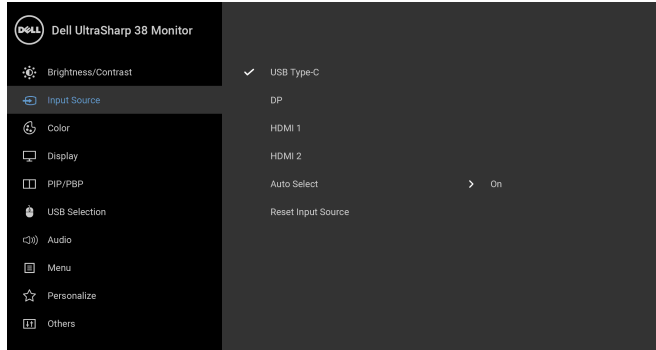 DELL Dell UltraSharp 38 Monitor
Brightness/Contrast
USB Type-C
Input Source
DP
Color
HDMI 1
Display
HDMI 2
PIP/PBP
Auto Select On
USB Selection
Reset Input Source
Audio
Menu
Personalize
Others